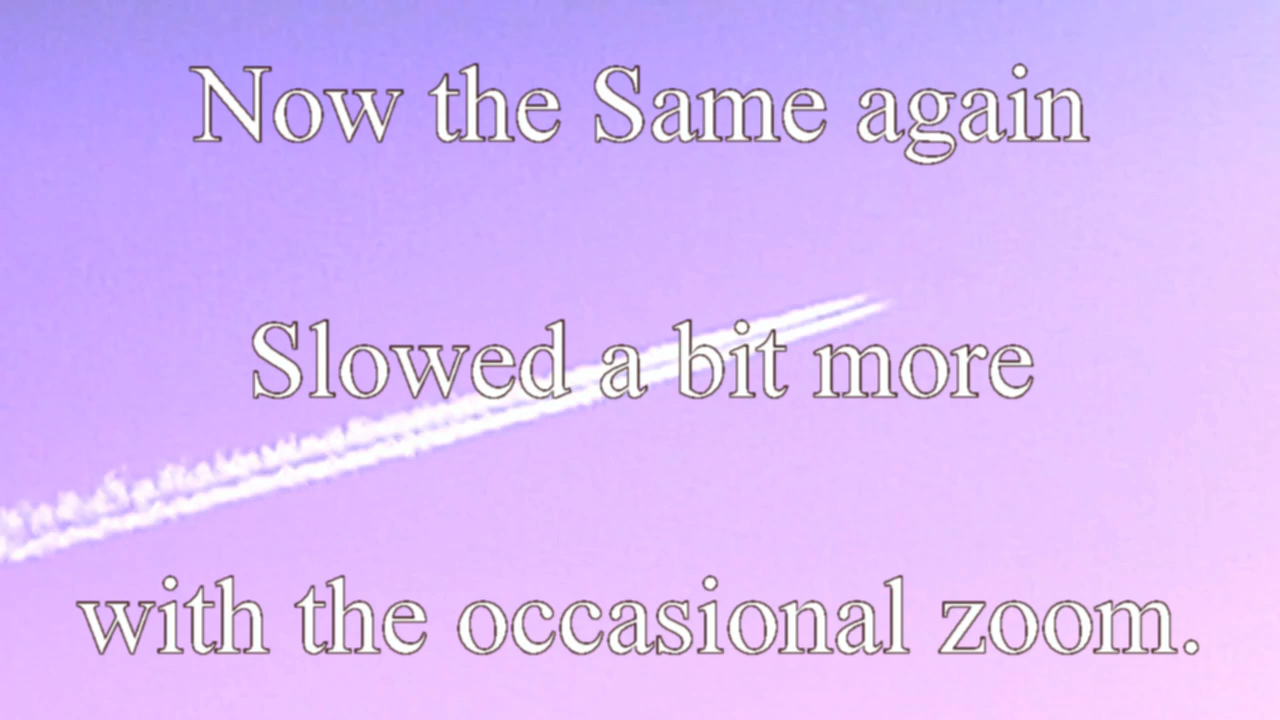 Now the Same again
Slowed a bit more
with the occasional zoom.